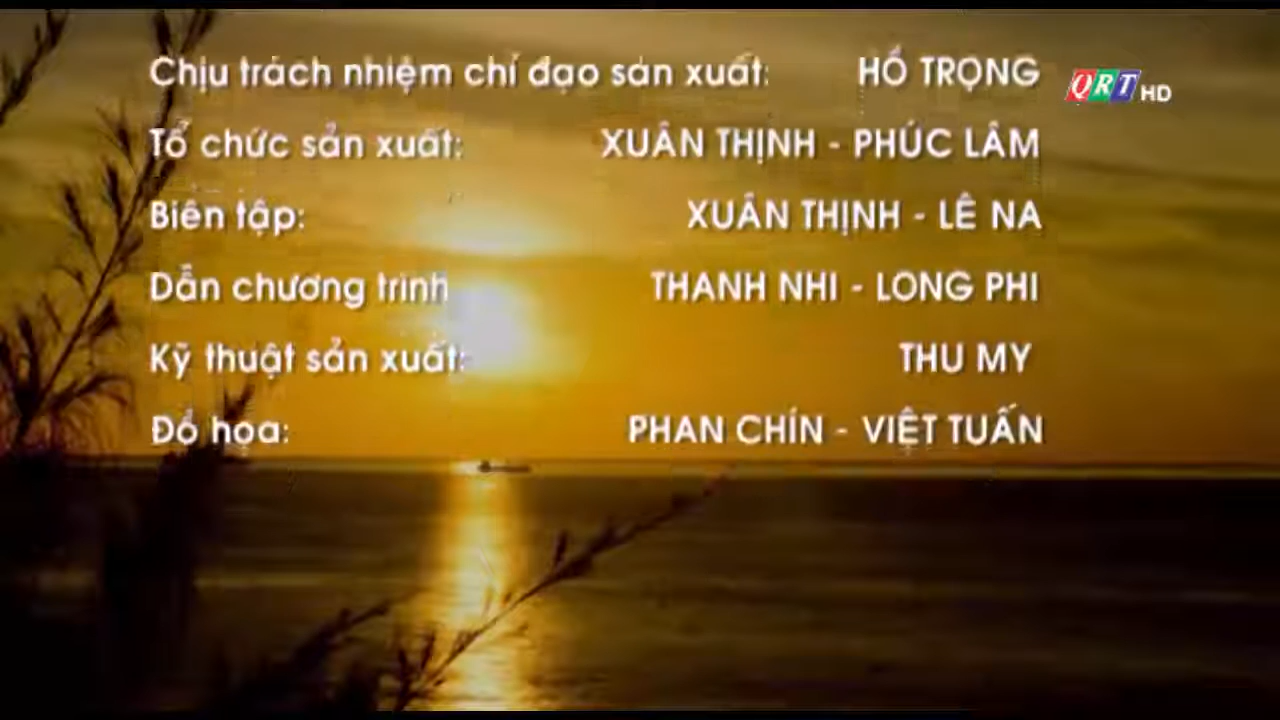 Chịu trách nhiệm chỉ đạo sản xuất: HỒ TRỌNG
QRT HD
Tổ chức sản xuất: XUÂN THỊNH - PHÚC LÂM
Biên tập: XUÂN THỊNH - LÊ NA
Dẫn chương trình THANH NHI - LONG PHI
Kỹ thuật sản xuất: THU MY
Đồ họa: PHAN CHÍN - VIỆT TUẤN